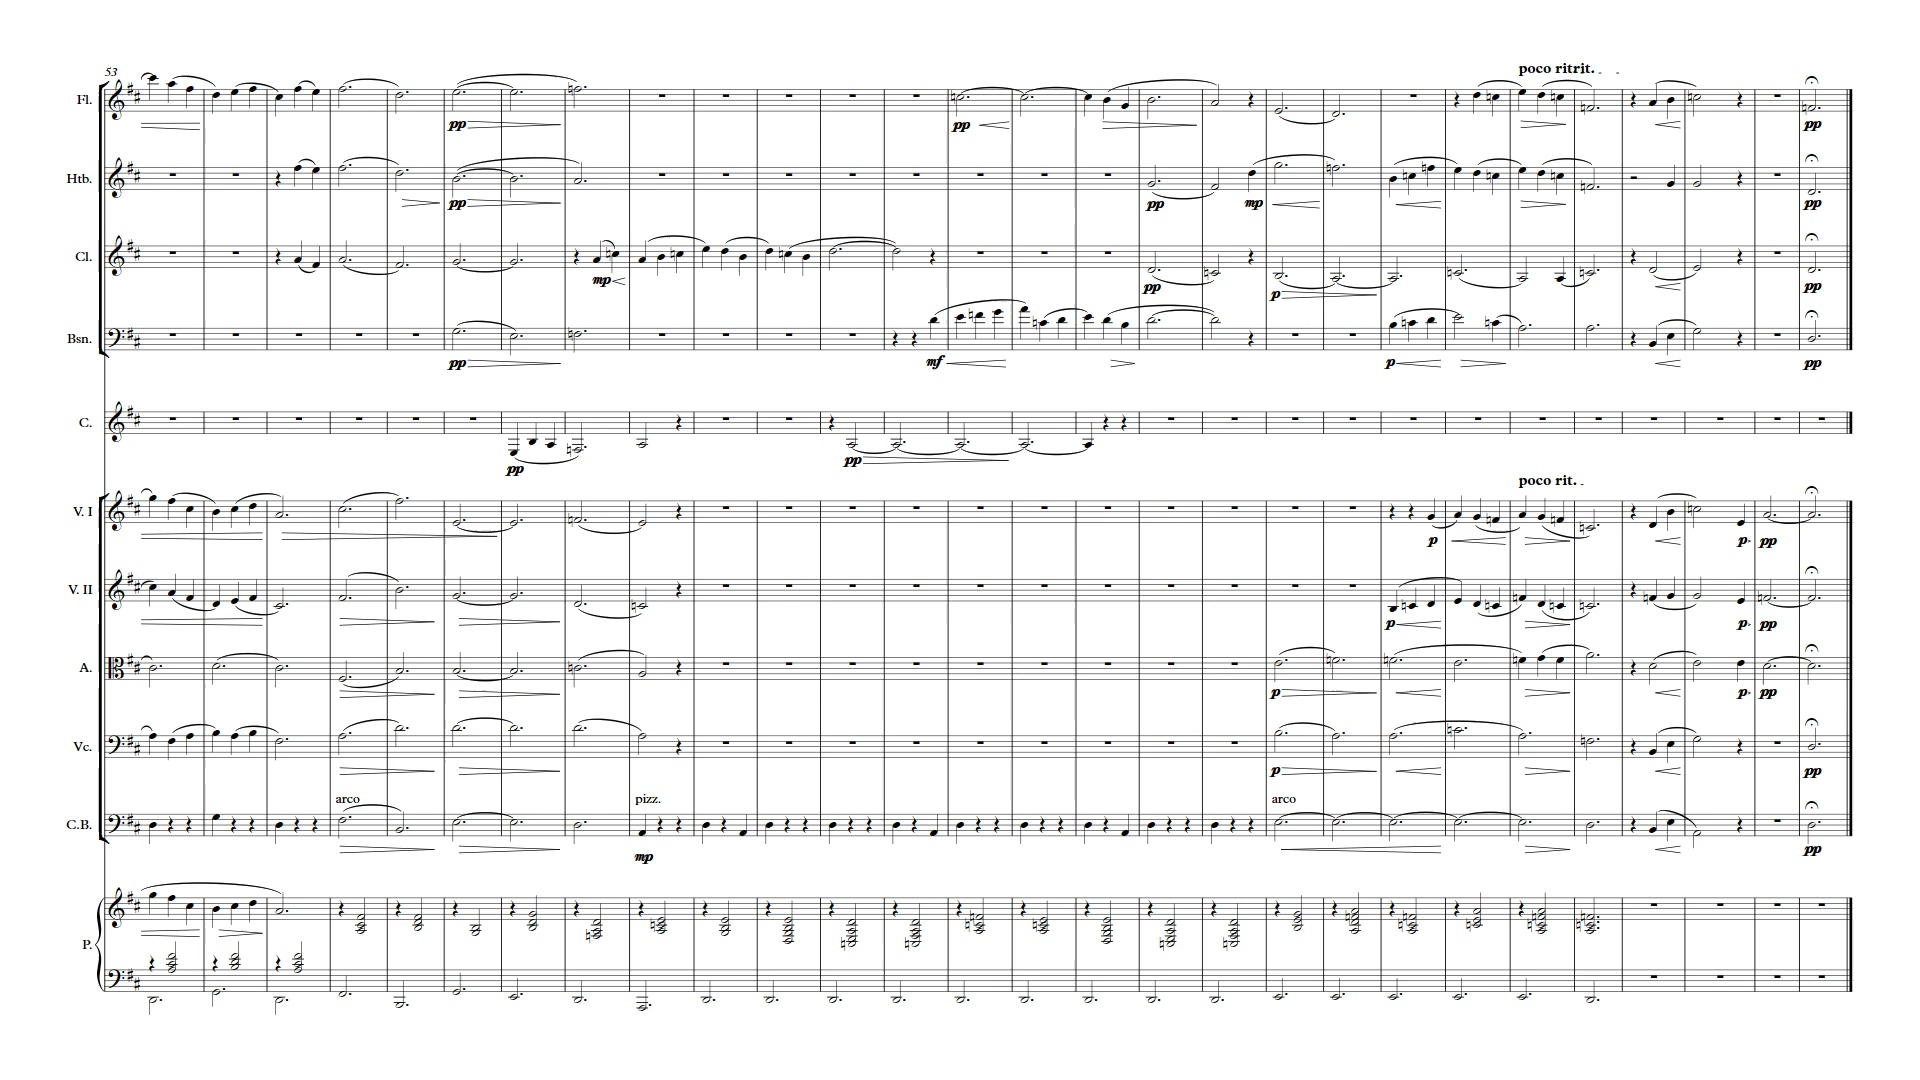 53
poco ritrit.
Fl.
pp
pp
pp
Htb.
pp
pp
mp
pp
Cl.
mp
pp
p
pp
Bsn.
pp
mf
p
pp
C.
pp
pp
poco rit.
V. I
p
p
pp
V. II
p
p
pp
A.
p
p
pp
Vc.
p
pp
arco
pizz.
arco
C.B.
mp
pp
P.